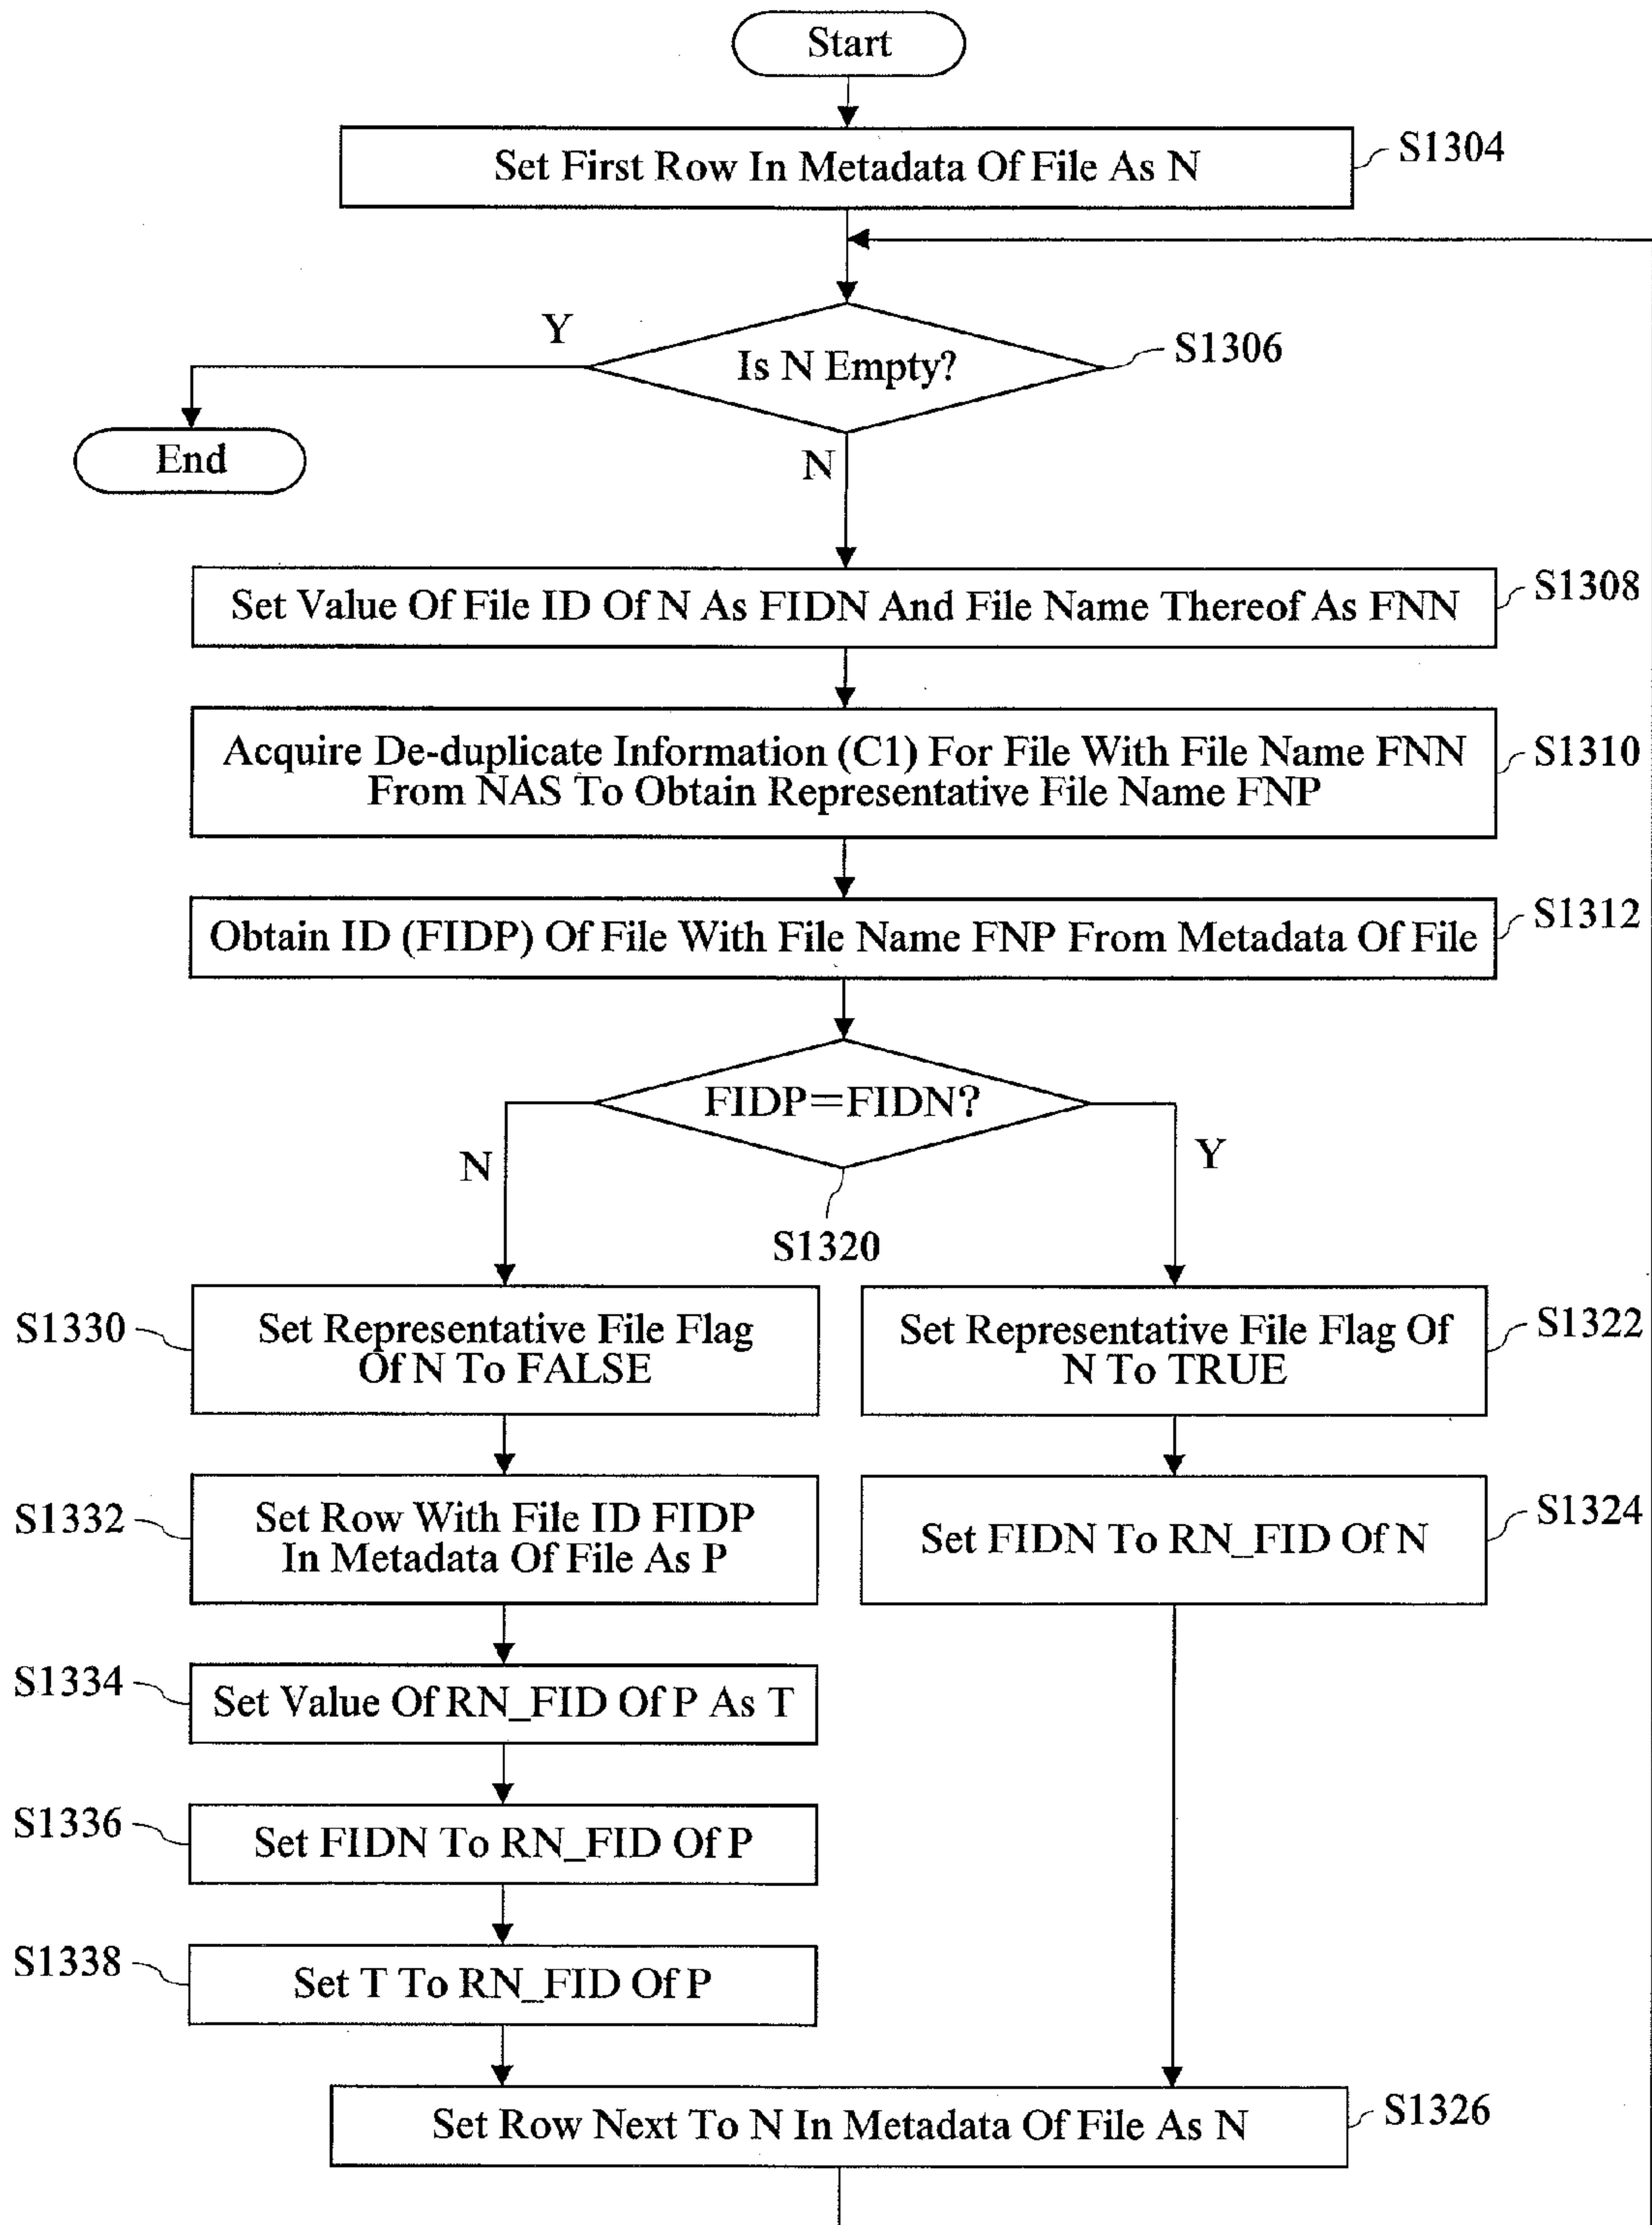 Start
Set First Row In Metadata Of File As N
S1304
Y
Is N Empty?
S1306
End
N
Set Value Of File ID Of N As FIDN And File Name Thereof As FNN
S1308
Acquire De-duplicate Information (C1) For File With File Name FNN
From NAS To Obtain Representative File Name FNP
S1310
Obtain ID (FIDP) Of File With File Name FNP From Metadata Of File
S1312
FIDP=FIDN?
N
Y
S1320
S1330
Set Representative File Flag
Of N To FALSE
Set Representative File Flag Of
N To TRUE
S1322
S1332
Set Row With File ID FIDP
In Metadata Of File As P
Set FIDN To RN_FID Of N
S1324
S1334
Set Value Of RN_FID Of P As T
S1336
Set FIDN To RN_FID Of P
S1338
Set T To RN_FID Of P
Set Row Next To N In Metadata Of File As N
S1326